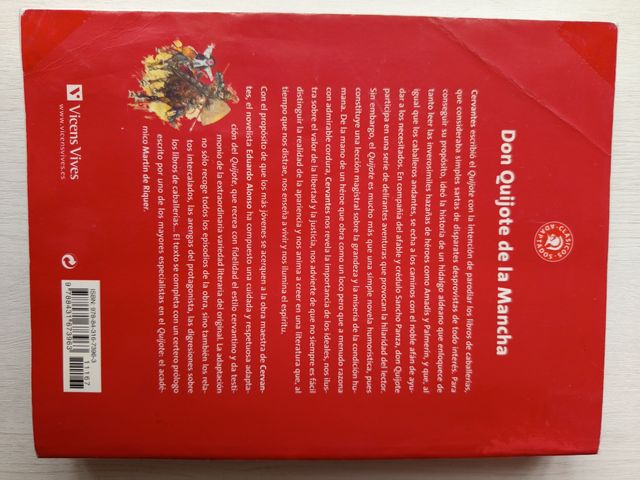 CLÁSICOS
ADAPTADOS
Don Quijote de la Mancha
Cervantes escribió el Quijote con la intención de parodiar los libros de caballerías,
que consideraba simples sartas de disparates desprovistas de todo interés. Para
conseguir su propósito, ideó la historia de un hidalgo aldeano que enloquece de
tanto leer las inverosímiles hazañas de héroes como Amadís y Palmerín, y que, al
igual que los caballeros andantes, se echa a los caminos con el noble afán de ayu-
dar a los necesitados. En compañía del afable y crédulo Sancho Panza, don Quijote
participa en una serie de delirantes aventuras que provocan la hilaridad del lector.
Sin embargo, el Quijote es mucho más que una simple novela humorística, pues
constituye una lección magistral sobre la grandeza y la miseria de la condición hu-
mana. De la mano de un héroe que obra como un loco pero que a menudo razona
con admirable cordura, Cervantes nos revela la importancia de los ideales, nos ilus-
tra sobre el valor de la libertad y la justicia, nos advierte de que no siempre es fácil
distinguir la realidad de la apariencia y nos anima a creer en una literatura que, al
tiempo que nos distrae, nos enseña a vivir y nos ilumina el espíritu.
Con el propósito de que los más jóvenes se acerquen a la obra maestra de Cervan-
tes, el novelista Eduardo Alonso ha compuesto una cuidada y respetuosa adapta-
ción del Quijote, que recrea con fidelidad el estilo cervantino y da testi-
monio de la extraordinaria variedad literaria del original. La adaptación
no sólo recoge todos los episodios de la obra, sino también los rela-
tos intercalados, las arengas del protagonista, las digresiones sobre
los libros de caballerías... El texto se completa con un certero prólogo
escrito por uno de los mayores especialistas en el Quijote: el acadé-
mico Martín de Riquer.
Vicens Vives
www.vicensvives.es
ISBN: 978-84-316-7396-3
11167
9 788431 673963